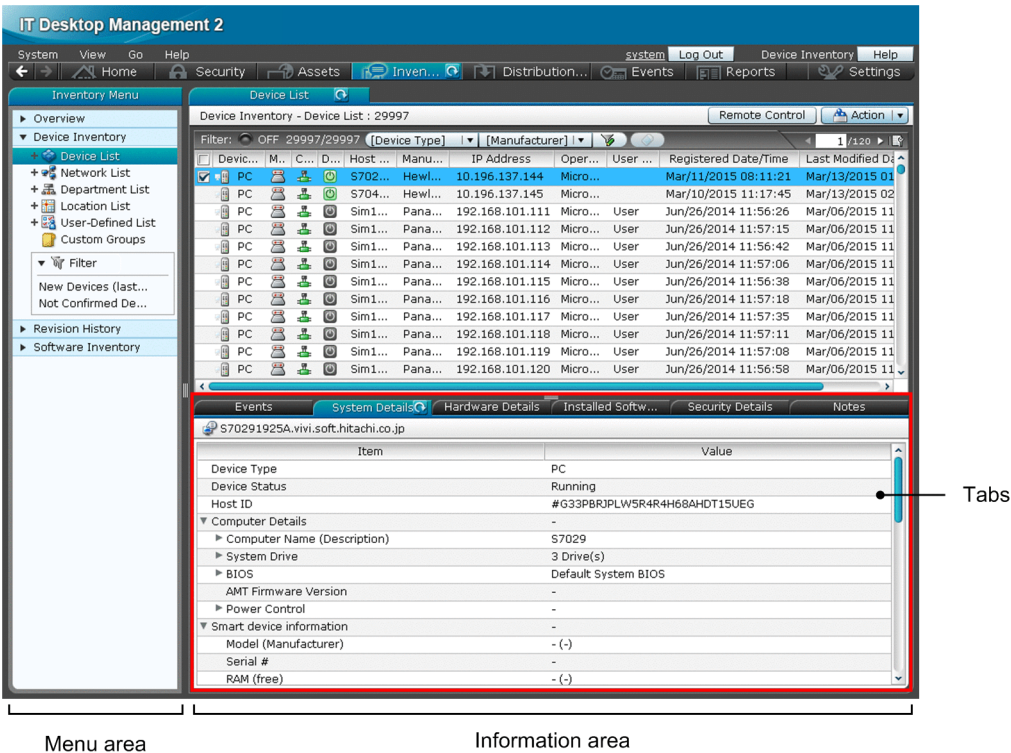 IT Desktop Management 2
System View Go Help system Log Out Device Inventory Help
Home Security Assets Inven... Distribution... Events Reports Settings
Inventory Menu
Overview
Device Inventory
Device List
Network List
Department List
Location List
User-Defined List
Custom Groups
Filter
New Devices (last...
Not Confirmed De...
Revision History
Software Inventory
Device List
Device Inventory - Device List : 29997 Remote Control Action
Filter: OFF 29997/29997 [Device Type] [Manufacturer] 1 /120
Devic... M.. C... D... Host ... Manu... IP Address Oper... User ... Registered Date/Time Last Modified Da
PC S702... Hewl... 10.196.137.144 Micro... Mar/11/2015 08:11:21 Mar/13/2015 01
PC S704... Hewl... 10.196.137.145 Micro... Mar/10/2015 11:17:45 Mar/13/2015 02
PC Sim1... Pana... 192.168.101.111 Micro... User Jun/26/2014 11:56:26 Mar/06/2015 11
PC Sim1... Pana... 192.168.101.112 Micro... User Jun/26/2014 11:57:15 Mar/06/2015 11
PC Sim1... Pana... 192.168.101.113 Micro... User Jun/26/2014 11:56:42 Mar/06/2015 11
PC Sim1... Pana... 192.168.101.114 Micro... User Jun/26/2014 11:57:06 Mar/06/2015 11
PC Sim1... Pana... 192.168.101.115 Micro... User Jun/26/2014 11:56:38 Mar/06/2015 11
PC Sim1... Pana... 192.168.101.116 Micro... User Jun/26/2014 11:57:18 Mar/06/2015 11
PC Sim1... Pana... 192.168.101.117 Micro... User Jun/26/2014 11:57:35 Mar/06/2015 11
PC Sim1... Pana... 192.168.101.118 Micro... User Jun/26/2014 11:57:11 Mar/06/2015 11
PC Sim1... Pana... 192.168.101.119 Micro... User Jun/26/2014 11:57:08 Mar/06/2015 11
PC Sim1... Pana... 192.168.101.120 Micro... User Jun/26/2014 11:56:58 Mar/06/2015 11
Events System Details Hardware Details Installed Softw... Security Details Notes
S70291925A.vivi.soft.hitachi.co.jp
Item Value
Device Type PC
Device Status Running
Host ID #G33PBRJPLW5R4R4H68AHDT15UEG
Computer Details -
Computer Name (Description) S7029
System Drive 3 Drive(s)
BIOS Default System BIOS
AMT Firmware Version -
Power Control -
Smart device information -
Model (Manufacturer) - (-)
Serial # -
RAM (free) - (-)
Tabs
Menu area
Information area